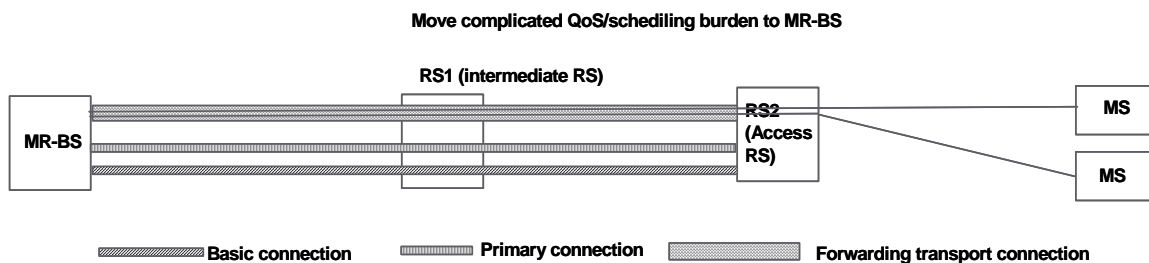 Move complicated QoS/schediling burden to MR-BS
RS1 (intermediate RS)
MR-BS
RS2
(Access
RS)
MS
MS
Basic connection
Primary connection
Forwarding transport connection